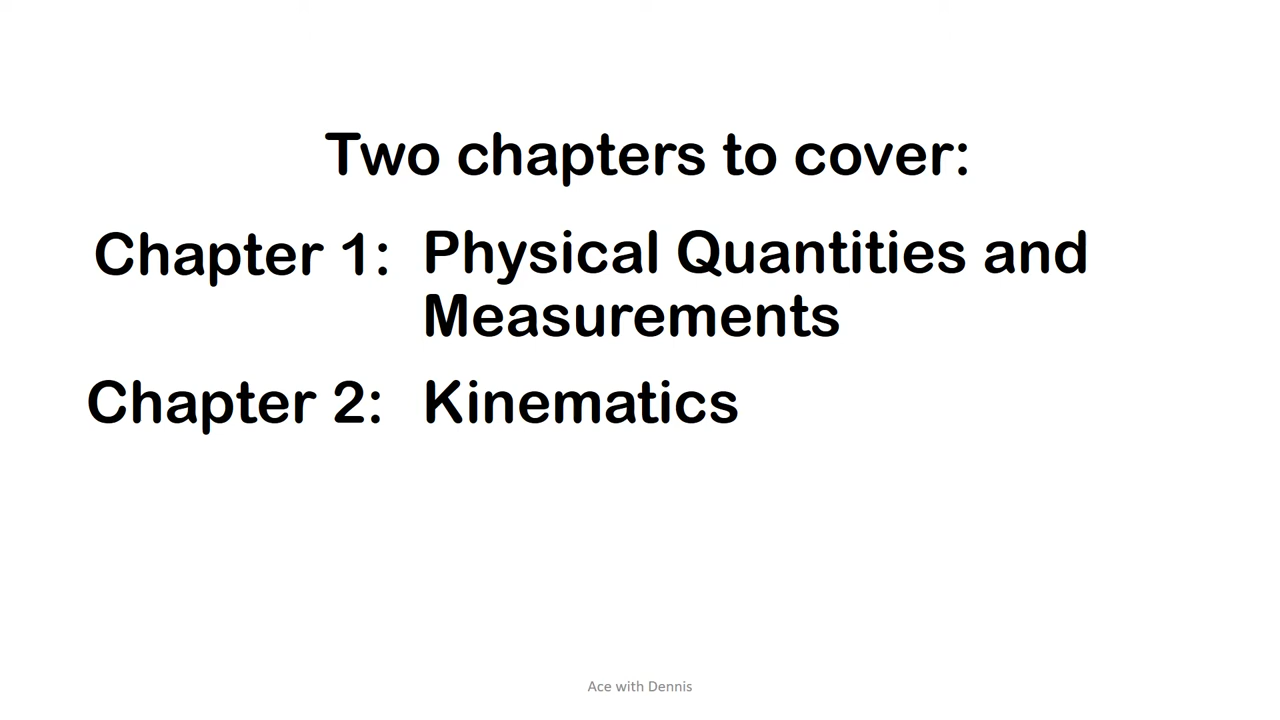 Two chapters to cover:
Chapter 1: Physical Quantities and
Measurements
Chapter 2: Kinematics
Ace with Dennis